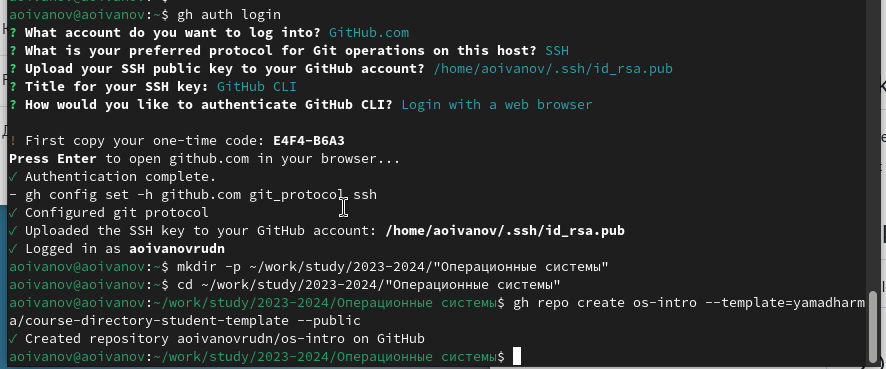 aoivanov@aoivanov:~$ gh auth login
? What account do you want to log into? GitHub.com
? What is your preferred protocol for Git operations on this host? SSH
? Upload your SSH public key to your GitHub account? /home/aoivanov/.ssh/id_rsa.pub
? Title for your SSH key: GitHub CLI
? How would you like to authenticate GitHub CLI? Login with a web browser
! First copy your one-time code: E4F4-B6A3
Press Enter to open github.com in your browser...
✓ Authentication complete.
- gh config set -h github.com git_protocol ssh
✓ Configured git protocol
✓ Uploaded the SSH key to your GitHub account: /home/aoivanov/.ssh/id_rsa.pub
✓ Logged in as aoivanovrudn
aoivanov@aoivanov:~$ mkdir -p ~/work/study/2023-2024/"Операционные системы"
aoivanov@aoivanov:~$ cd ~/work/study/2023-2024/"Операционные системы"
aoivanov@aoivanov:~/work/study/2023-2024/Операционные системы$ gh repo create os-intro --template=yamadharm
a/course-directory-student-template --public
✓ Created repository aoivanovrudn/os-intro on GitHub
aoivanov@aoivanov:~/work/study/2023-2024/Операционные системы$